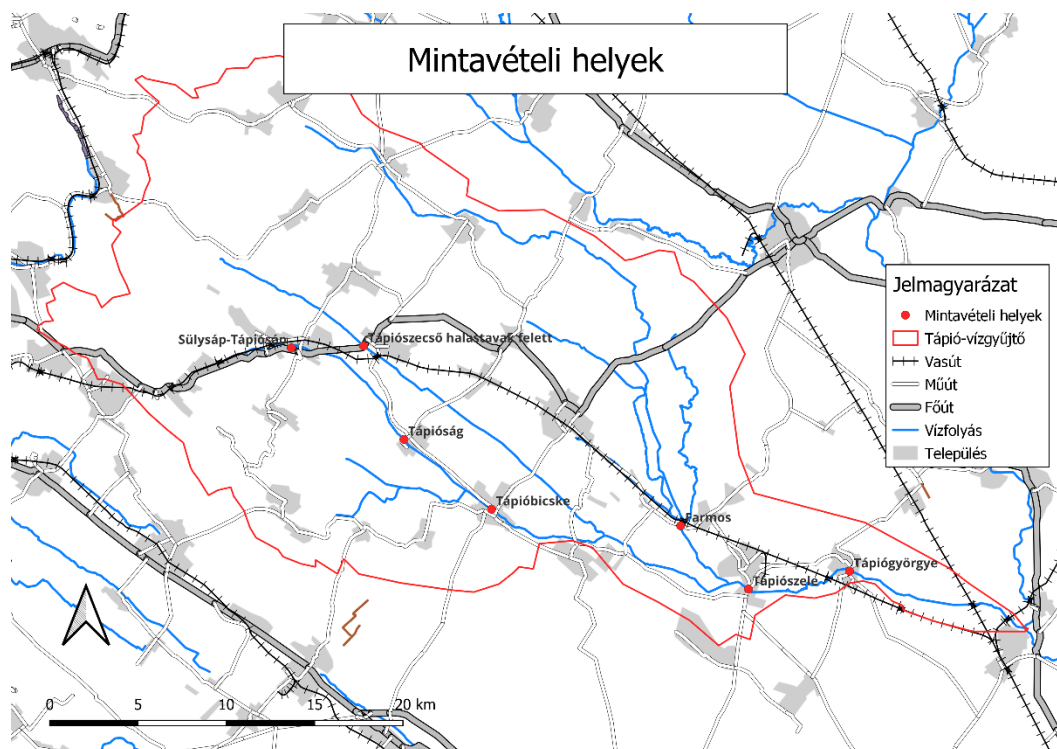 Mintavételi helyek
Jelmagyarázat
Mintavételi helyek
Tápió-vízgyűjtő
Vasút
Műút
Főút
Vízfolyás
Település
Sülysáp-Tápiósáp
Tápiószecső halastavak felett
Tápióság
Tápióbicske
Farmos
Tápiógyörgye
Tápiószele
0 5 10 15 20 km